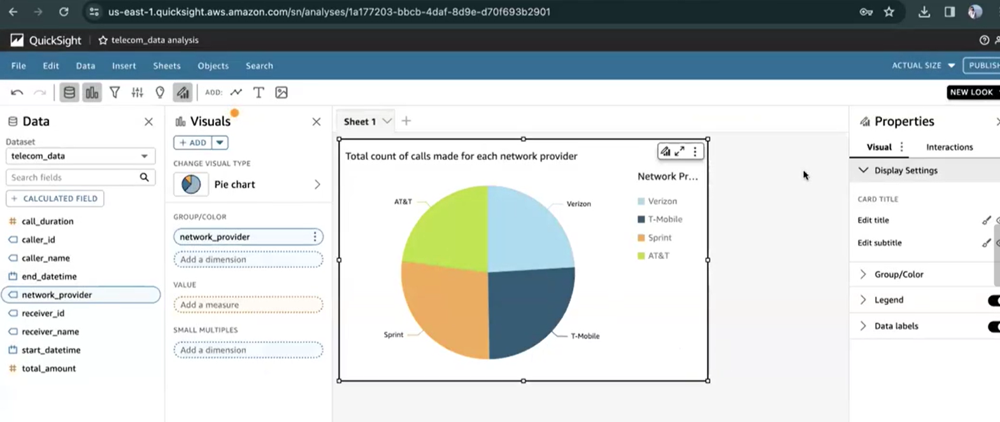 us-east-1.quicksight.aws.amazon.com/sn/analyses/1a177203-bbcb-4daf-8d9e-d70f693b2901
QuickSight
telecom_data analysis
File Edit Data Insert Sheets Objects Search
ACTUAL SIZE
PUBLISH
ADD:
NEW LOOK
Data
Dataset
telecom_data
Search fields
+ CALCULATED FIELD
call_duration
caller_id
caller_name
end_datetime
network_provider
receiver_id
receiver_name
start_datetime
total_amount
Visuals
+ ADD
CHANGE VISUAL TYPE
Pie chart
GROUP/COLOR
network_provider
Add a dimension
VALUE
Add a measure
SMALL MULTIPLES
Add a dimension
Sheet 1
Total count of calls made for each network provider
AT&T
Verizon
Sprint
T-Mobile
Network Pr...
Verizon
T-Mobile
Sprint
AT&T
Properties
Visual
Interactions
Display Settings
CARD TITLE
Edit title
Edit subtitle
Group/Color
Legend
Data labels